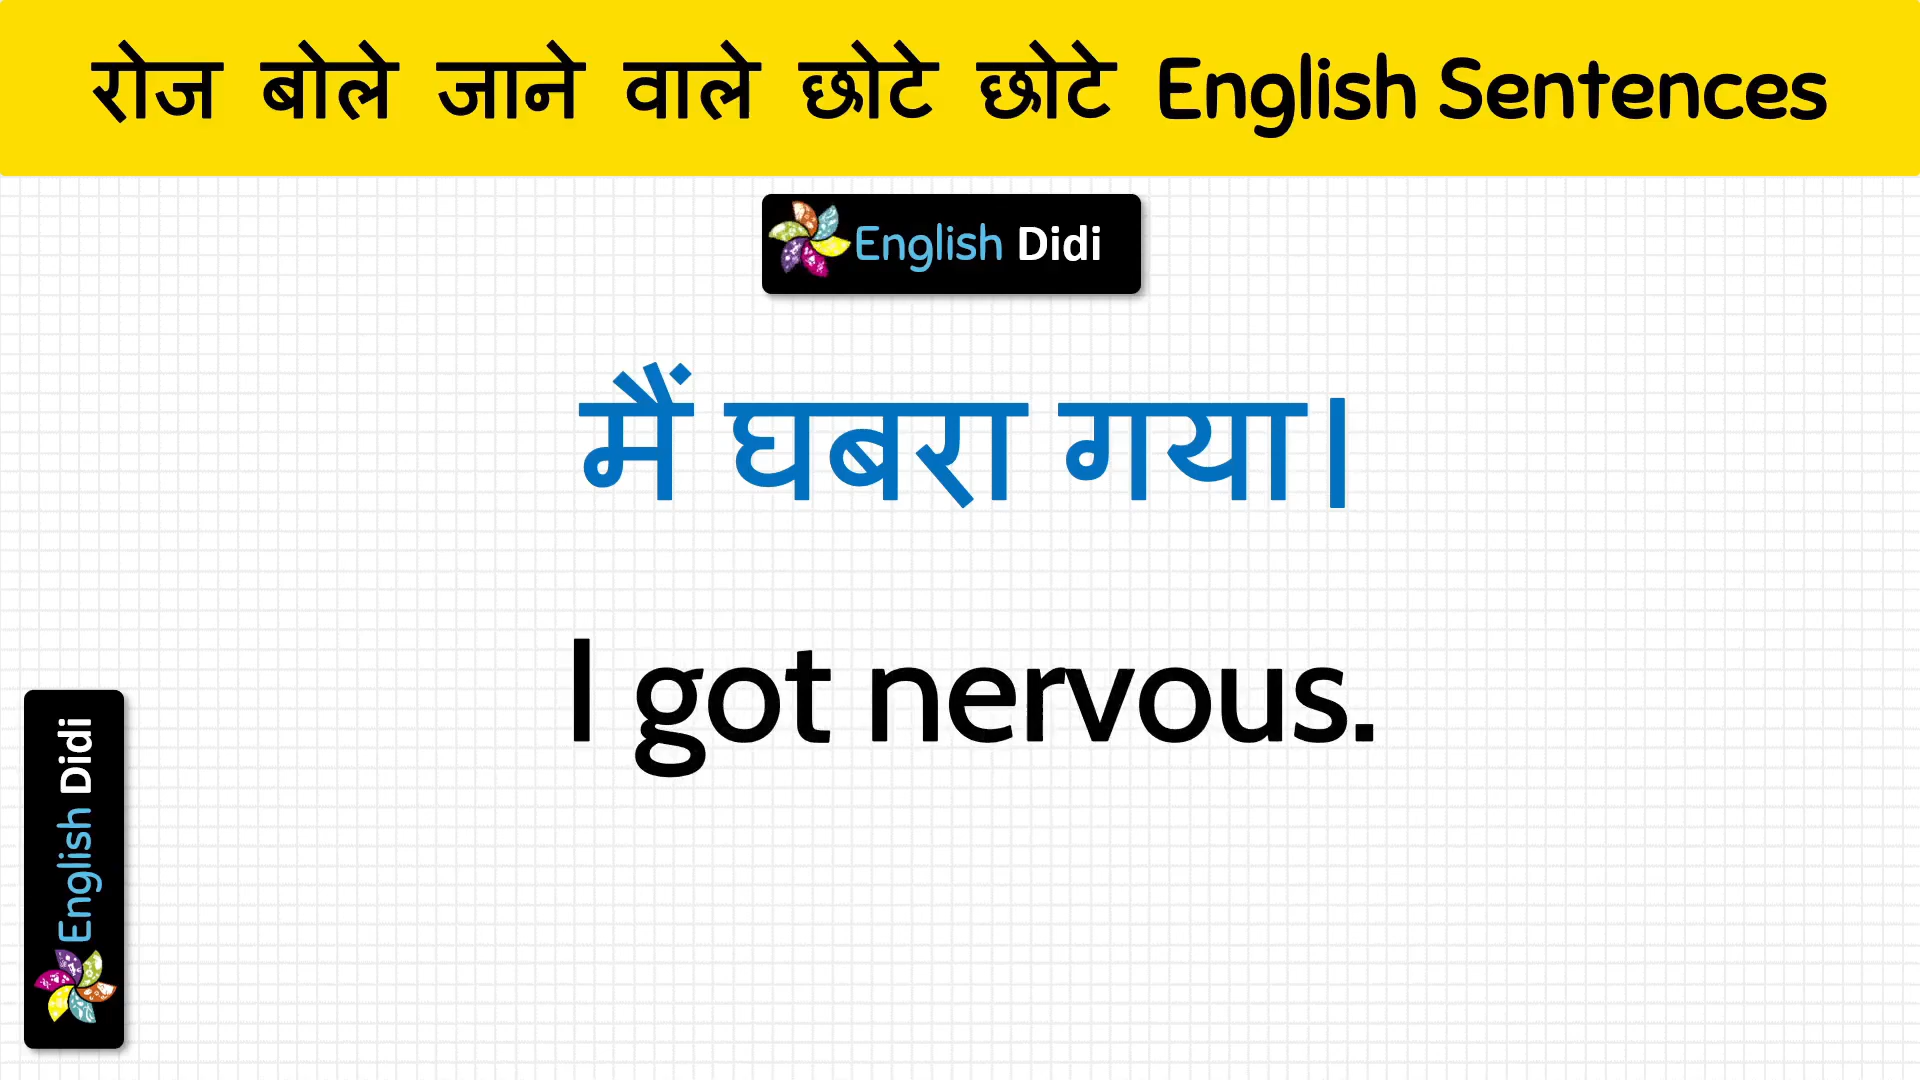 रोज बोले जाने वाले छोटे छोटे English Sentences
English Didi
मैं घबरा गया।
I got nervous.
English Didi